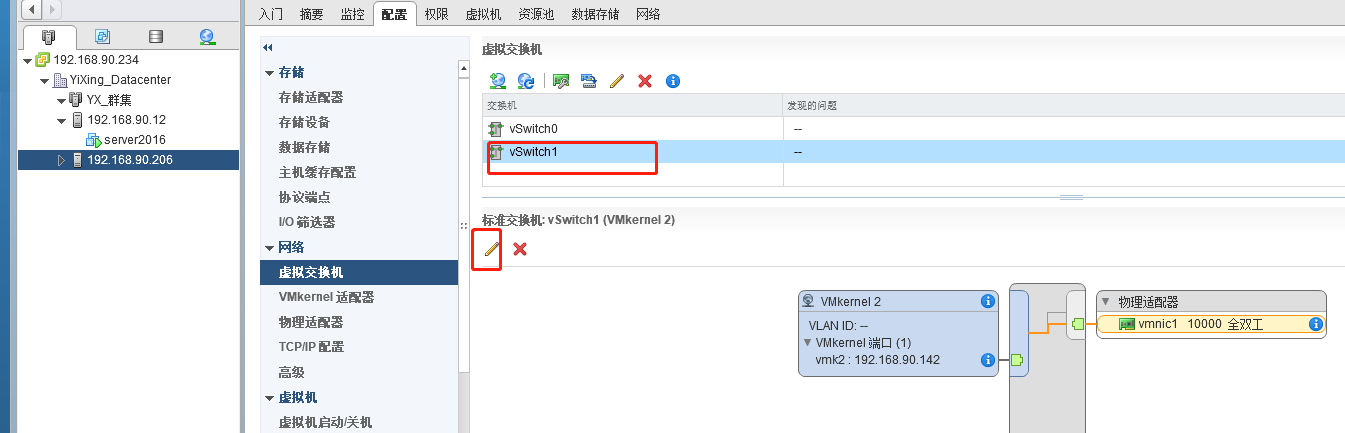 入门 摘要 监控 配置 权限 虚拟机 资源池 数据存储 网络
192.168.90.234
YiXing_Datacenter
YX_群集
192.168.90.12
server2016
192.168.90.206
存储
存储适配器
存储设备
数据存储
主机缓存配置
协议端点
I/O 筛选器
网络
虚拟交换机
VMkernel 适配器
物理适配器
TCP/IP 配置
高级
虚拟机
虚拟机启动/关机
虚拟交换机
交换机 发现的问题
vSwitch0 --
vSwitch1 --
标准交换机: vSwitch1 (VMkernel 2)
VMkernel 2
VLAN ID: --
VMkernel 端口 (1)
vmk2 : 192.168.90.142
物理适配器
vmnic1 10000 全双工